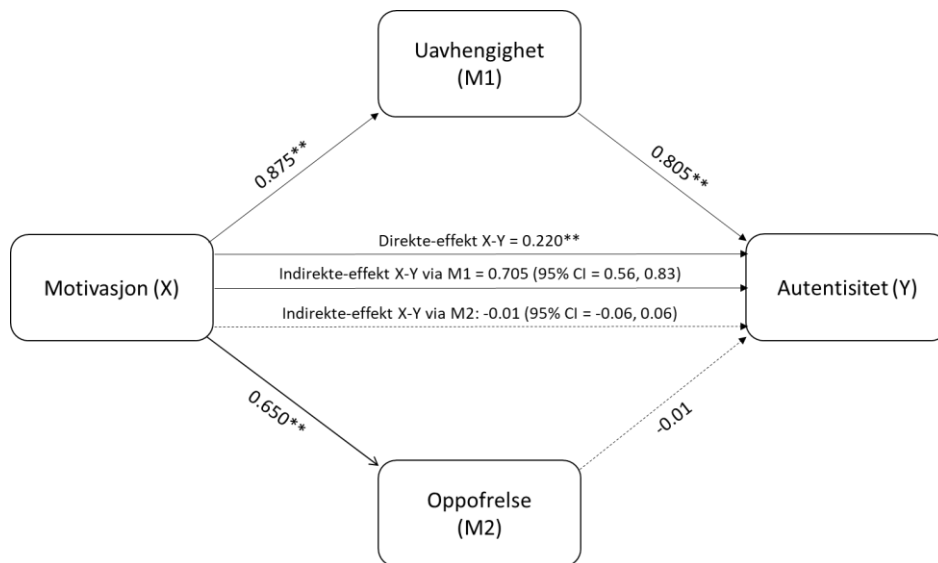 Uavhengighet
(M1)
0.875**
0.805**
Direkte-effekt X-Y = 0.220**
Indirekte-effekt X-Y via M1 = 0.705 (95% CI = 0.56, 0.83)
Motivasjon (X)
Autentisitet (Y)
Indirekte-effekt X-Y via M2: -0.01 (95% CI = -0.06, 0.06)
0.650**
-0.01
Oppofrelse
(M2)